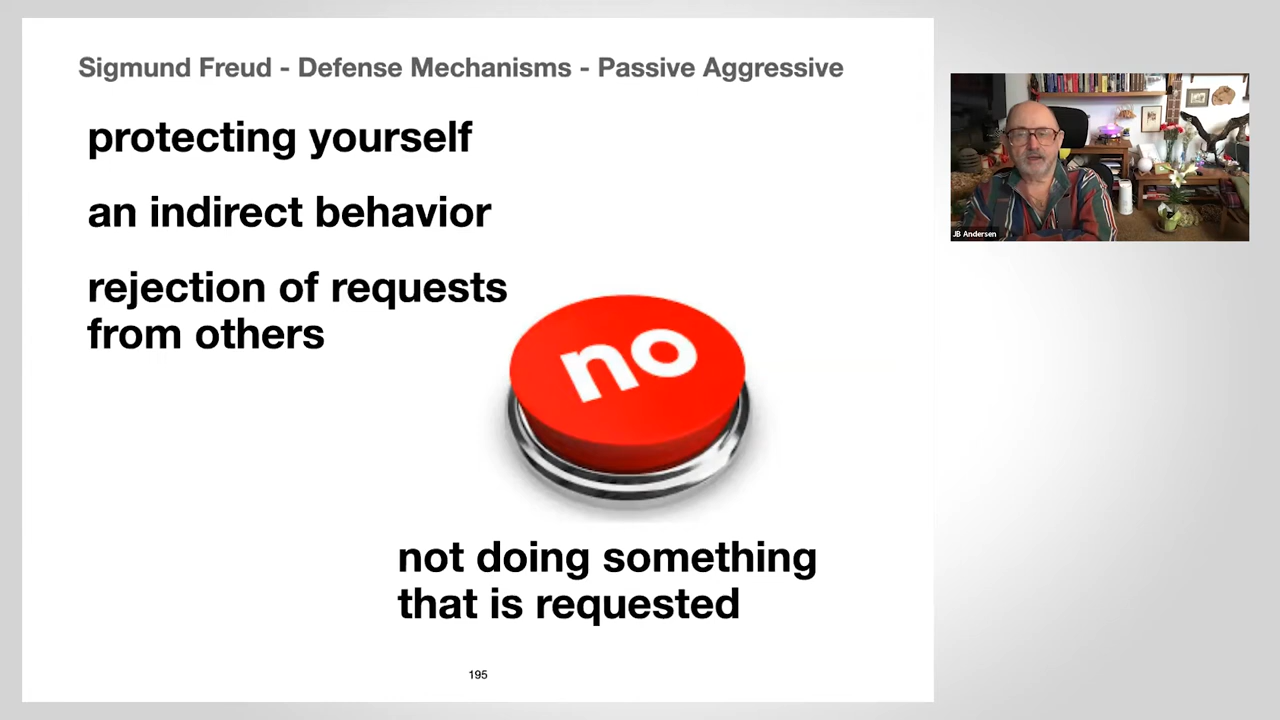 Sigmund Freud - Defense Mechanisms - Passive Aggressive
protecting yourself
an indirect behavior
rejection of requests
from others
no
not doing something
that is requested
195
JB Andersen